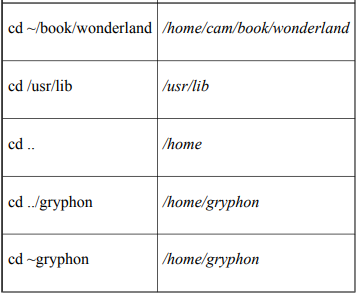 cd ~/book/wonderland /home/cam/book/wonderland
cd /usr/lib /usr/lib
cd .. /home
cd ../gryphon /home/gryphon
cd ~gryphon /home/gryphon